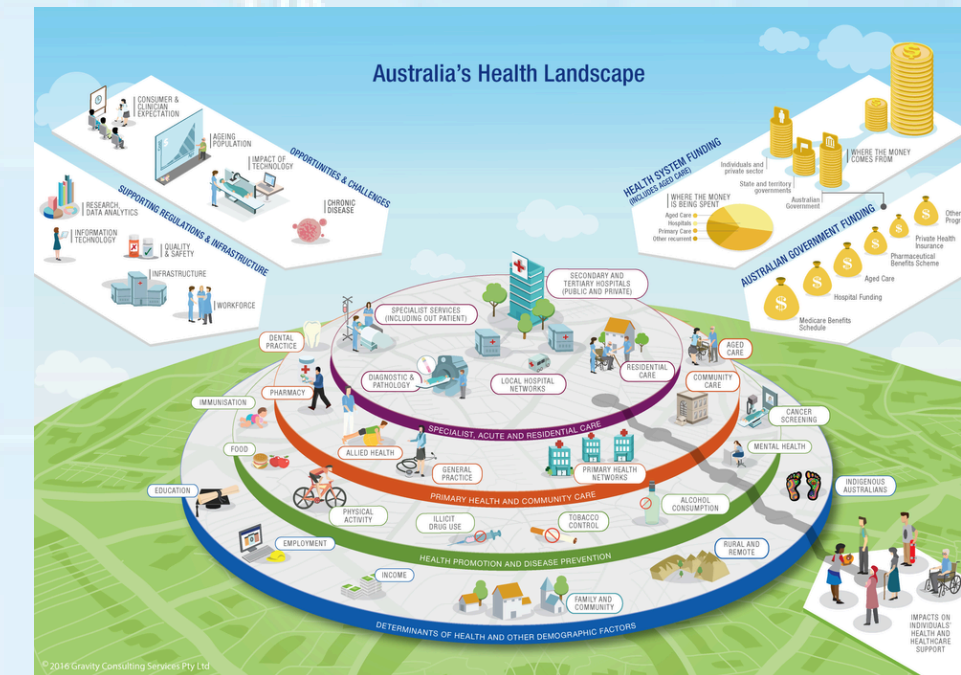 Australia's Health Landscape
CONSUMER &
CLINICIAN
EXPECTATION
AGEING
POPULATION
IMPACT OF
TECHNOLOGY
CHRONIC
DISEASE
OPPORTUNITIES & CHALLENGES
RESEARCH,
DATA ANALYTICS
INFORMATION
TECHNOLOGY
QUALITY
& SAFETY
INFRASTRUCTURE
WORKFORCE
SUPPORTING REGULATIONS & INFRASTRUCTURE
HEALTH SYSTEM FUNDING
(INCLUDES AGED CARE)
Individuals and
private sector
State and territory
governments
Australian
Government
WHERE THE MONEY
COMES FROM
WHERE THE MONEY
IS BEING SPENT
Aged Care
Hospitals
Primary Care
Other recurrent
AUSTRALIAN GOVERNMENT FUNDING
Other
Progr
Private Health
Insurance
Pharmaceutical
Benefits Scheme
Aged Care
Hospital Funding
Medicare Benefits
Schedule
SECONDARY AND
TERTIARY HOSPITALS
(PUBLIC AND PRIVATE)
SPECIALIST SERVICES
(INCLUDING OUT PATIENT)
DIAGNOSTIC &
PATHOLOGY
LOCAL HOSPITAL
NETWORKS
RESIDENTIAL
CARE
SPECIALIST, ACUTE AND RESIDENTIAL CARE
DENTAL
PRACTICE
PHARMACY
ALLIED HEALTH
GENERAL
PRACTICE
PRIMARY HEALTH
NETWORKS
COMMUNITY
CARE
AGED
CARE
PRIMARY HEALTH AND COMMUNITY CARE
IMMUNISATION
FOOD
PHYSICAL
ACTIVITY
ILLICIT
DRUG USE
TOBACCO
CONTROL
ALCOHOL
CONSUMPTION
MENTAL HEALTH
CANCER
SCREENING
HEALTH PROMOTION AND DISEASE PREVENTION
EDUCATION
EMPLOYMENT
INCOME
FAMILY AND
COMMUNITY
RURAL AND
REMOTE
INDIGENOUS
AUSTRALIANS
DETERMINANTS OF HEALTH AND OTHER DEMOGRAPHIC FACTORS
IMPACTS ON
INDIVIDUALS'
HEALTH AND
HEALTHCARE
SUPPORT
© 2016 Gravity Consulting Services Pty Ltd